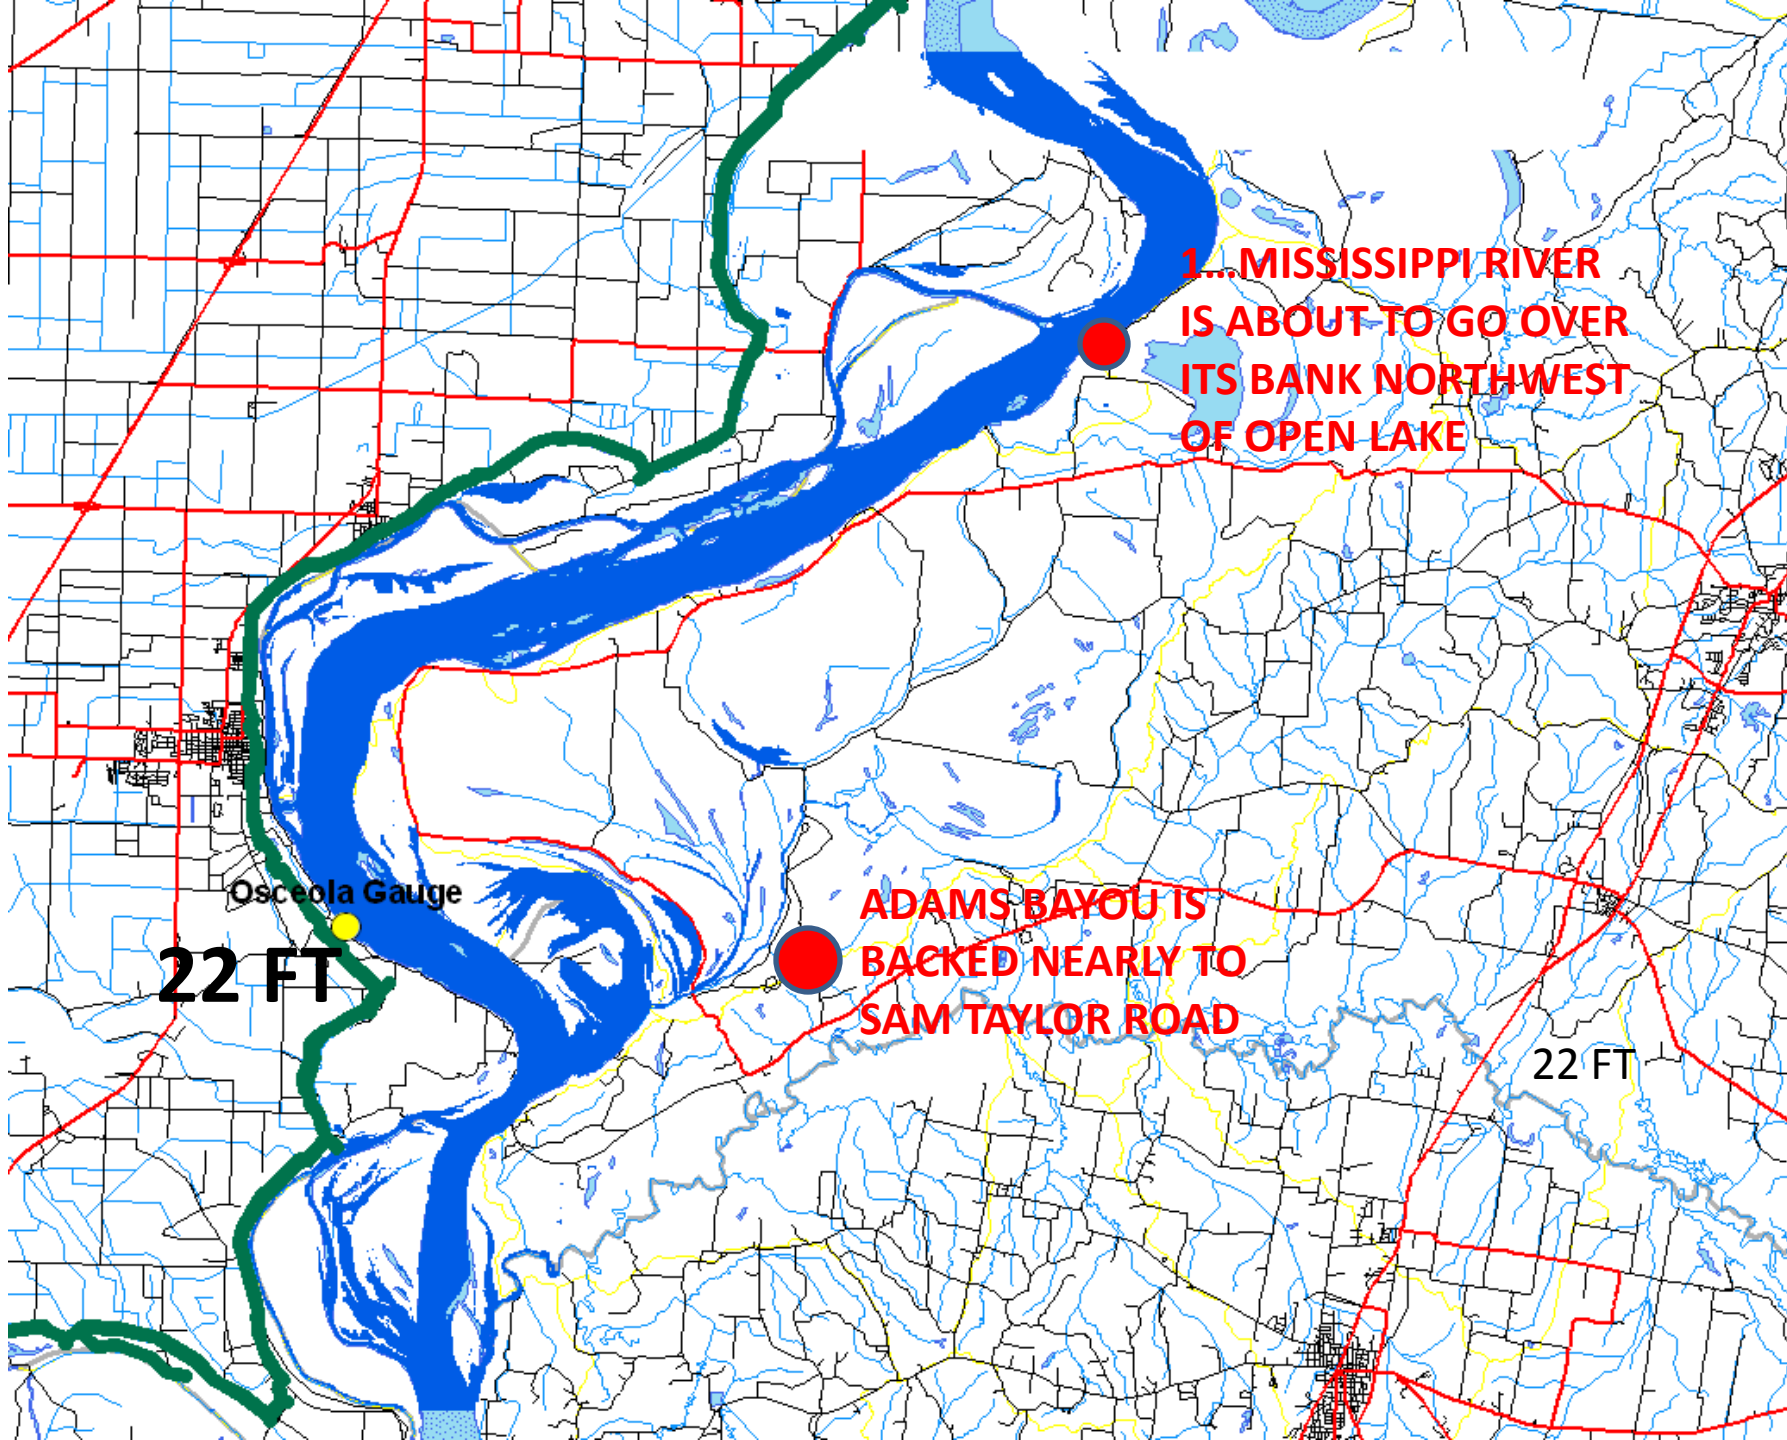 1...MISSISSIPPI RIVER
IS ABOUT TO GO OVER
ITS BANK NORTHWEST
OF OPEN LAKE
Osceola Gauge
22 FT
ADAMS BAYOU IS
BACKED NEARLY TO
SAM TAYLOR ROAD
22 FT